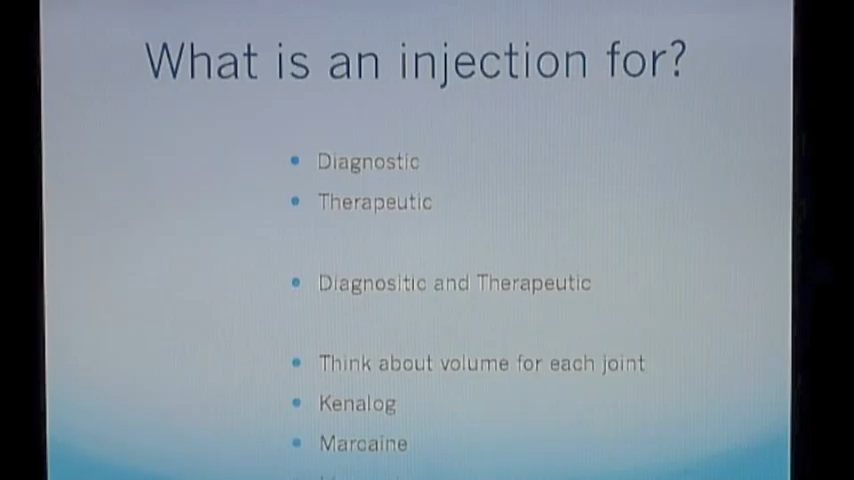 What is an injection for?
Diagnostic
Therapeutic
Diagnositic and Therapeutic
Think about volume for each joint
Kenalog
Marcaine